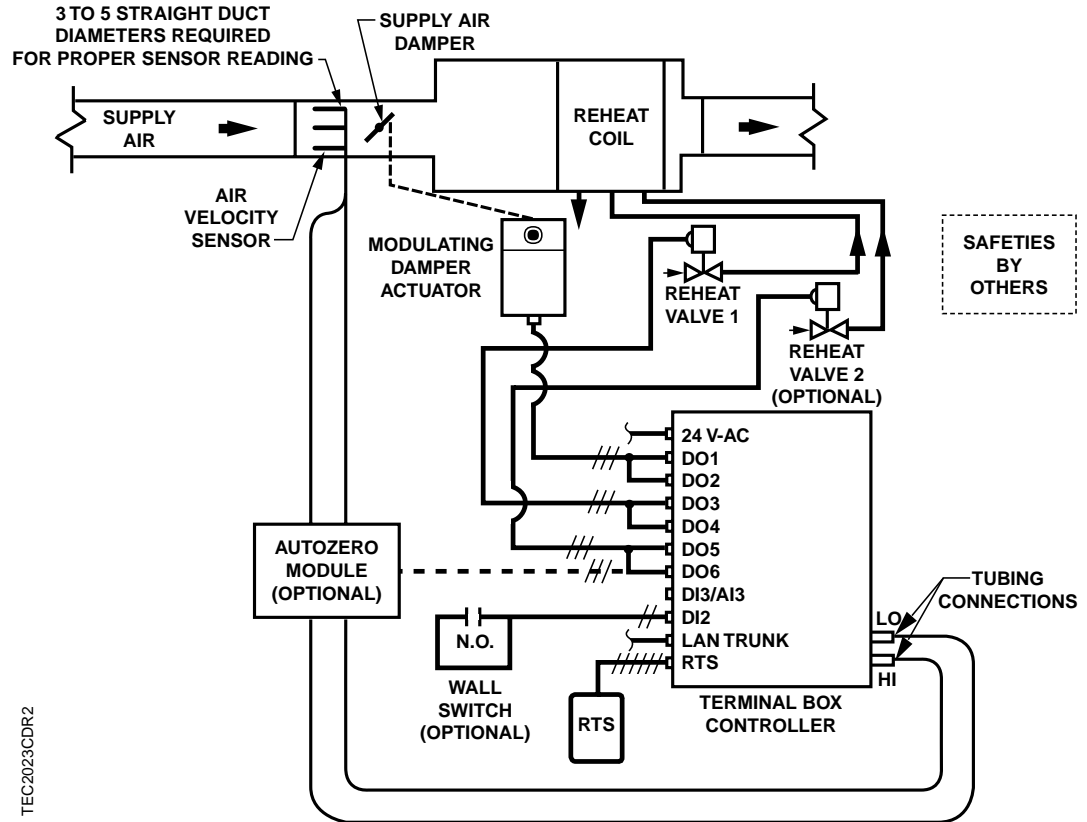 3 TO 5 STRAIGHT DUCT
DIAMETERS REQUIRED
FOR PROPER SENSOR READING
SUPPLY AIR
DAMPER
SUPPLY
AIR
REHEAT
COIL
AIR
VELOCITY
SENSOR
MODULATING
DAMPER
ACTUATOR
REHEAT
VALVE 1
REHEAT
VALVE 2
(OPTIONAL)
SAFETIES
BY
OTHERS
24 V-AC
DO1
DO2
DO3
DO4
DO5
DO6
DI3/AI3
DI2
LAN TRUNK
RTS
AUTOZERO
MODULE
(OPTIONAL)
N.O.
WALL
SWITCH
(OPTIONAL)
RTS
TERMINAL BOX
CONTROLLER
LO
HI
TUBING
CONNECTIONS
TEC2023CDR2